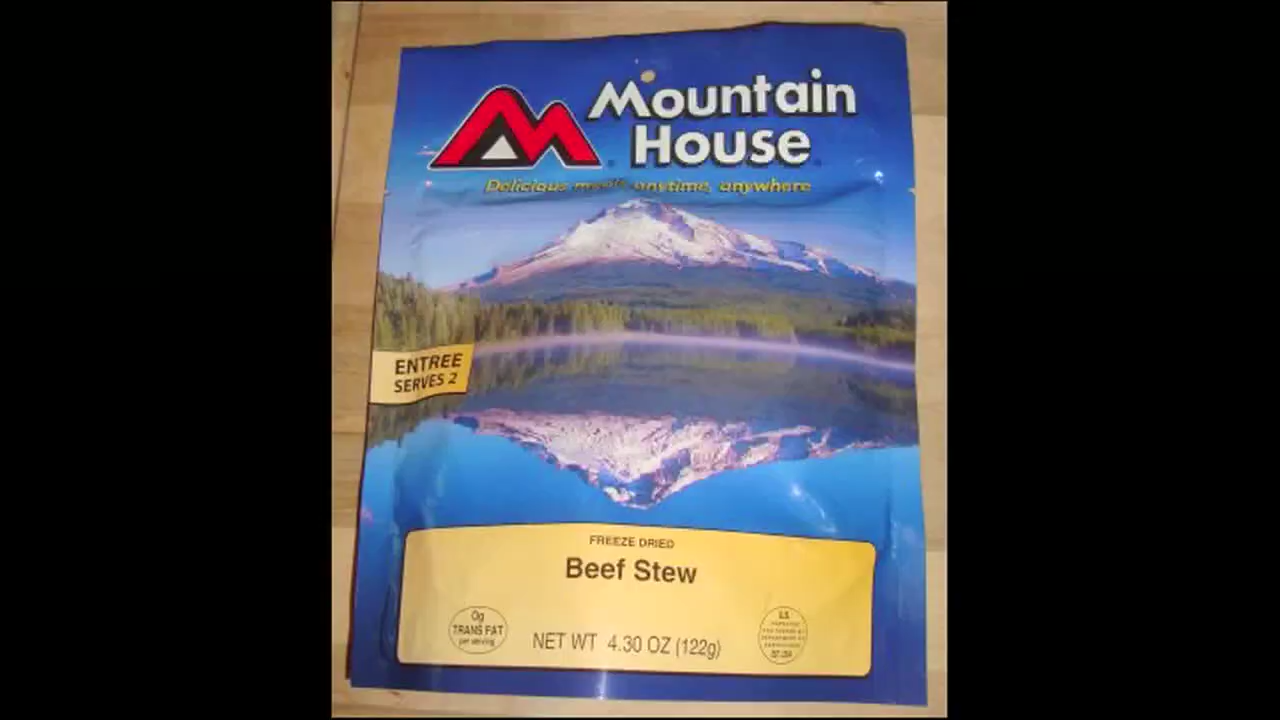 Mountain
House
Delicious meals anytime, anywhere
ENTREE
SERVES 2
FREEZE DRIED
Beef Stew
0g
TRANS FAT
per serving
NET WT 4.30 OZ (122g)
U.S.